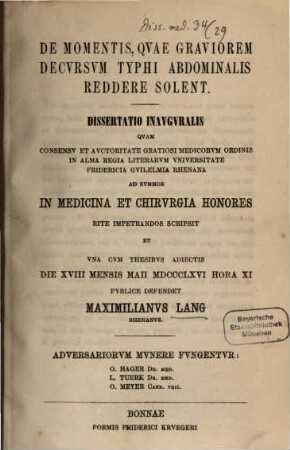 Diss. med. 34/29
DE MOMENTIS, QVAE GRAVIOREM
DECVRSVM TYPHI ABDOMINALIS
REDDERE SOLENT.
DISSERTATIO INAVGVRALIS
QVAM
CONSENSV ET AVCTORITATE GRATIOSI MEDICORVM ORDINIS
IN ALMA REGIA LITERARVM VNIVERSITATE
FRIDERICIA GVILELMIA RHENANA
AD SVMMOS
IN MEDICINA ET CHIRVRGIA HONORES
RITE IMPETRANDOS SCRIPSIT
ET
VNA CVM THESIBVS ADIECTIS
DIE XVIII MENSIS MAII MDCCCLXVI HORA XI
PVBLICE DEFENDET
MAXIMILIANVS LANG
RHENANVS.
Bayerische
Staatsbibliothek
München
ADVERSARIORVM MVNERE FVNGENTVR:
O. HAGER DR. MED.
L. TUERK DR. MED.
O. MEYER CAND. PHIL.
BONNAE
FORMIS FRIDERICI KRVEGERI